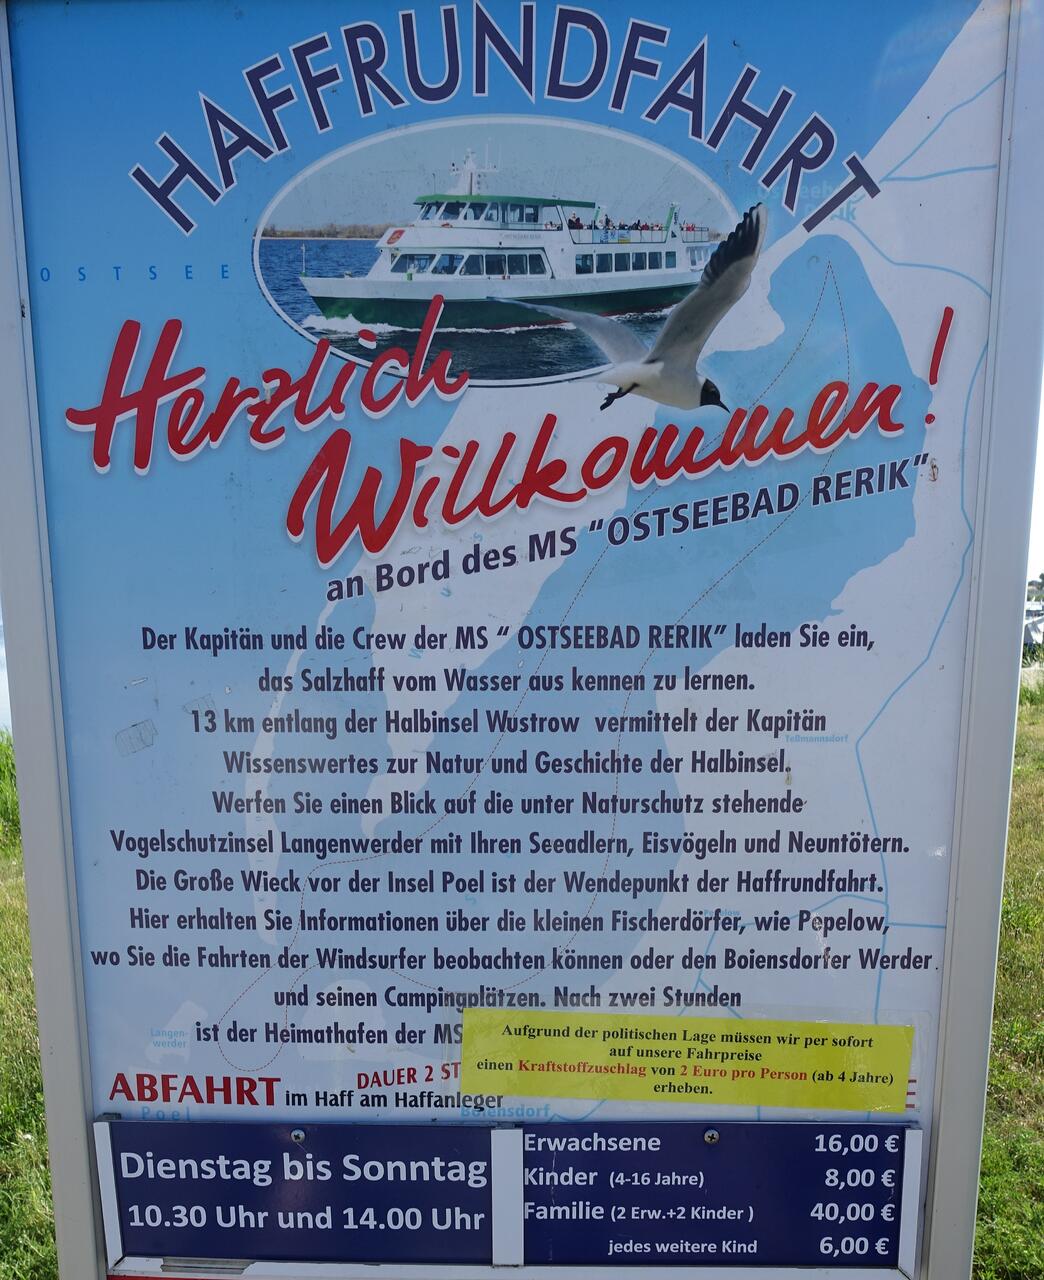 HAFFRUNDFAHRT
OSTSEE
Herzlich
Willkommen!
an Bord des MS "OSTSEEBAD RERIK"
Der Kapitän und die Crew der MS “ OSTSEEBAD RERIK” laden Sie ein,
das Salzhaff vom Wasser aus kennen zu lernen.
13 km entlang der Halbinsel Wustrow vermittelt der Kapitän
Teßmannsdorf
Wissenswertes zur Natur und Geschichte der Halbinsel.
Werfen Sie einen Blick auf die unter Naturschutz stehende
Vogelschutzinsel Langenwerder mit Ihren Seeadlern, Eisvögeln und Neuntötern.
Die Große Wieck vor der Insel Poel ist der Wendepunkt der Haffrundfahrt.
Pepelow
Hier erhalten Sie Informationen über die kleinen Fischerdörfer, wie Pepelow,
wo Sie die Fahrten der Windsurfer beobachten können oder den Boiensdorfer Werder
und seinen Campingplätzen. Nach zwei Stunden
Langen-
werder
ist der Heimathafen der MS
Aufgrund der politischen Lage müssen wir per sofort
auf unsere Fahrpreise
einen Kraftstoffzuschlag von 2 Euro pro Person (ab 4 Jahre)
erheben.
DAUER 2
ABFAHRT im Haff am Haffanleger
Poel
Boiensdorf
Dienstag bis Sonntag
10.30 Uhr und 14.00 Uhr
Erwachsene 16,00 €
Kinder (4-16 Jahre) 8,00 €
Familie (2 Erw.+2 Kinder ) 40,00 €
jedes weitere Kind 6,00 €